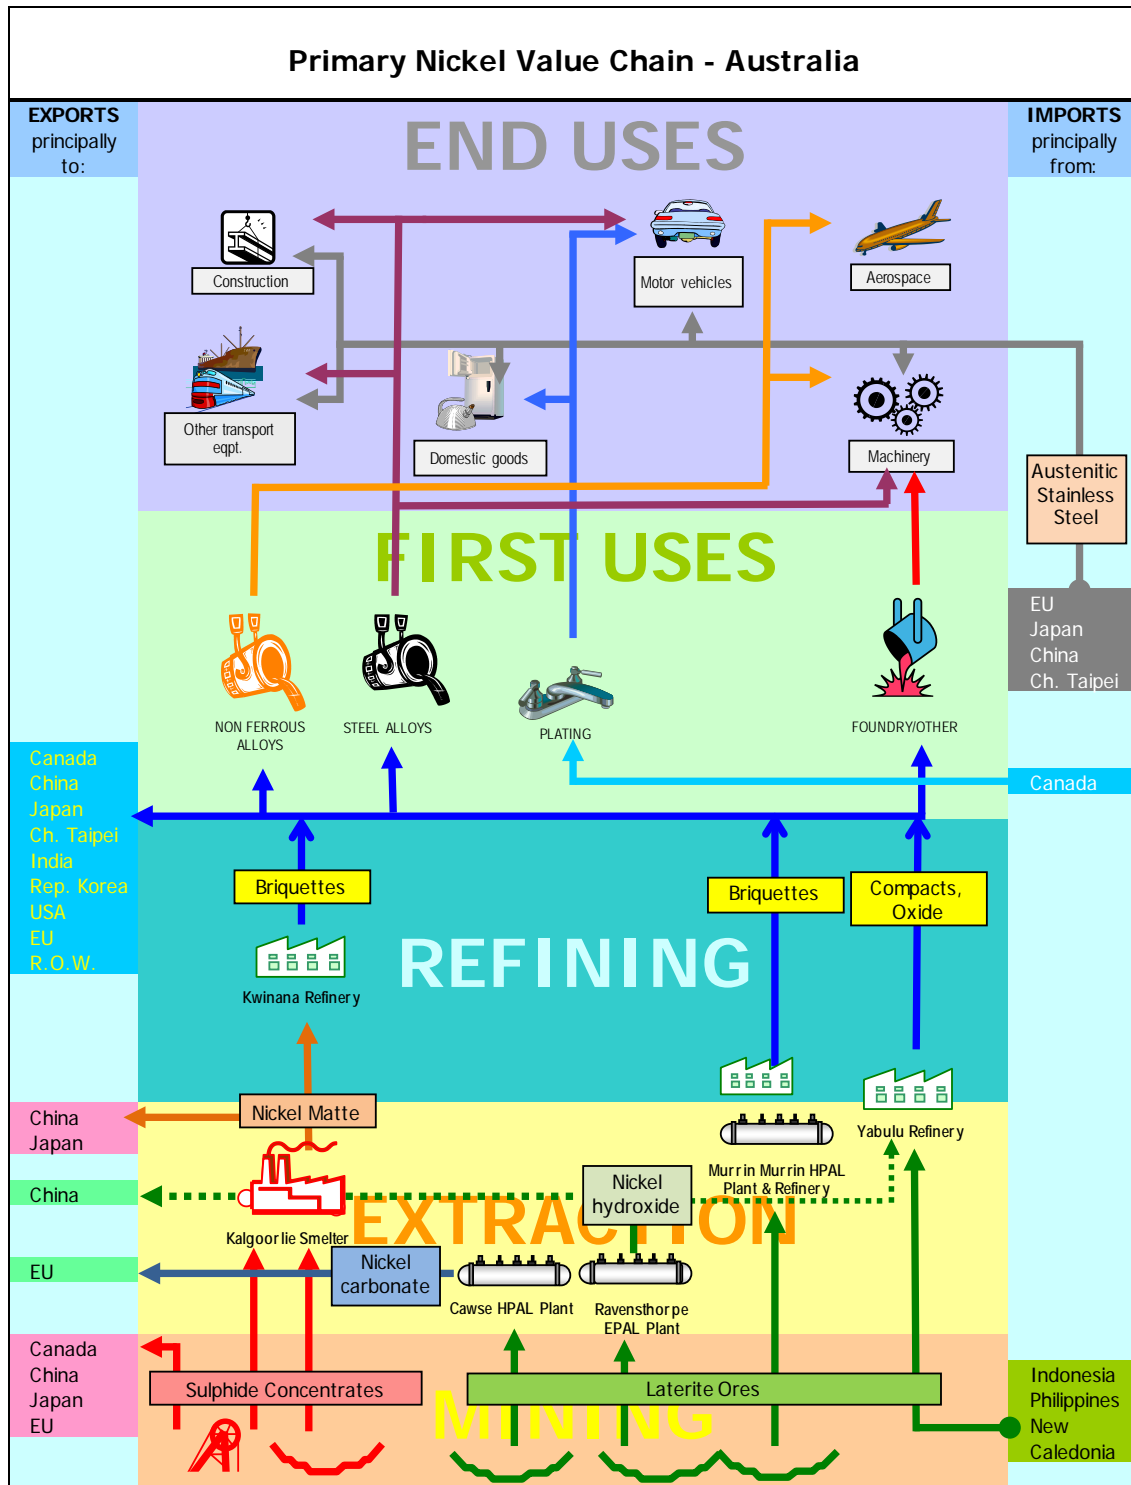 Primary Nickel Value Chain - Australia
EXPORTS
principally
to:
END USES
IMPORTS
principally
from:
Construction
Motor vehicles
Aerospace
Other transport
eqpt.
Domestic goods
Machinery
Austenitic
Stainless
Steel
FIRST USES
EU
Japan
China
Ch. Taipei
NON FERROUS
ALLOYS
STEEL ALLOYS
PLATING
FOUNDRY/OTHER
Canada
China
Japan
Ch. Taipei
India
Rep. Korea
USA
EU
R.O.W.
Canada
Briquettes
Briquettes
Compacts,
Oxide
REFINING
Kwinana Refinery
China
Japan
Nickel Matte
Yabulu Refinery
Murrin Murrin HPAL
Plant & Refinery
China
Nickel
hydroxide
EXTRACTION
Kalgoorlie Smelter
EU
Nickel
carbonate
Cawse HPAL Plant
Ravensthorpe
EPAL Plant
Canada
China
Japan
EU
Sulphide Concentrates
Laterite Ores
MINING
Indonesia
Philippines
New
Caledonia